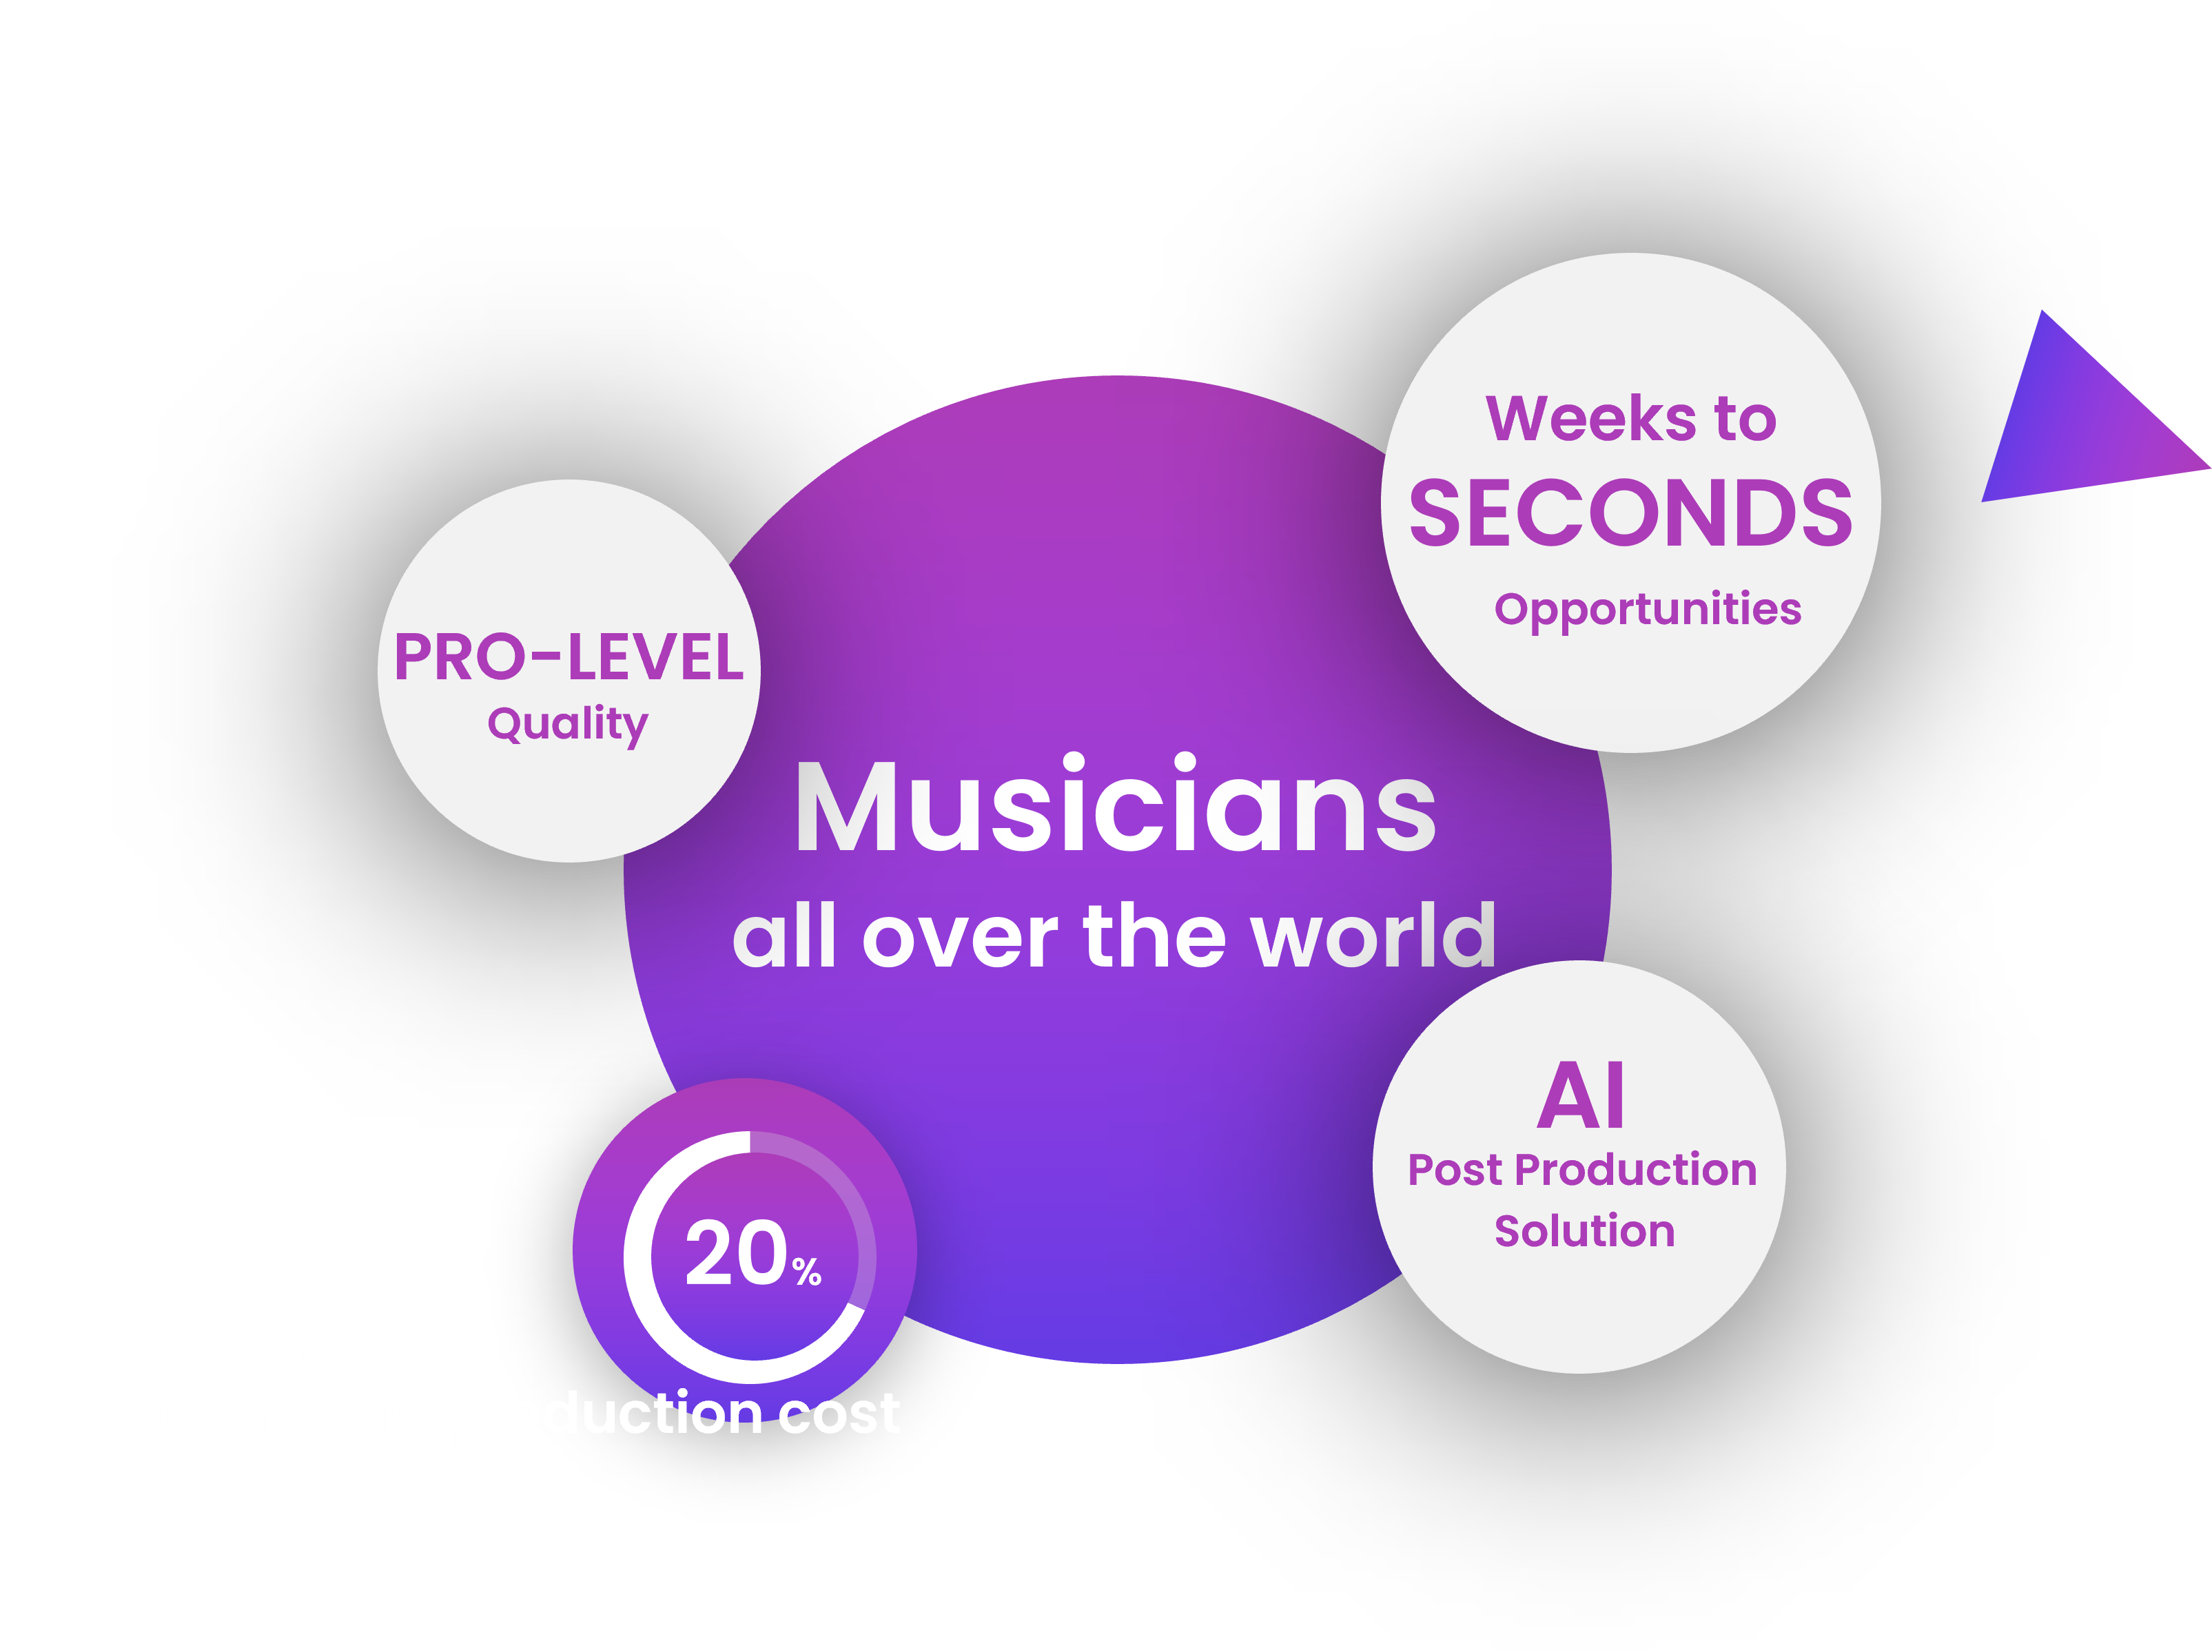 Weeks to
SECONDS
Opportunities
PRO-LEVEL
Quality
Musicians
all over the world
AI
Post Production
Solution
20%
duction cost